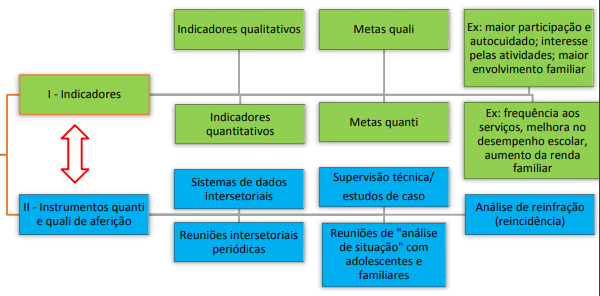 Indicadores qualitativos
Metas quali
Ex: maior participação e
autocuidado; interesse
pelas atividades; maior
envolvimento familiar
I - Indicadores
Indicadores
quantitativos
Metas quanti
Ex: frequência aos
serviços, melhora no
desempenho escolar,
aumento da renda
familiar
Sistemas de dados
intersetoriais
Supervisão técnica/
estudos de caso
II - Instrumentos quanti
e quali de aferição
Análise de reinfração
(reincidência)
Reuniões intersetoriais
periódicas
Reuniões de "análise
de situação" com
adolescentes e
familiares